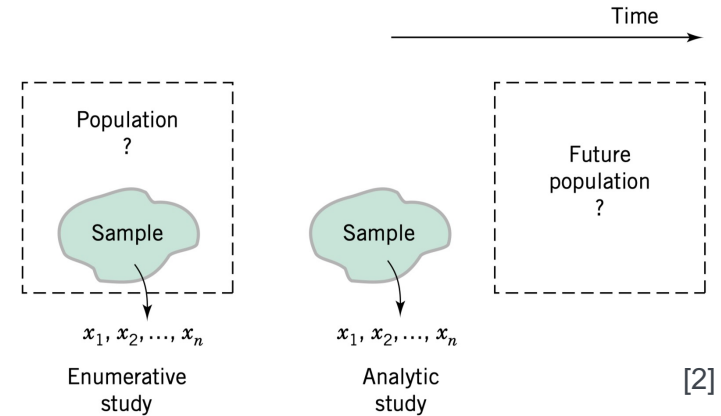 Time
Population
?
Sample
x₁, x₂, ..., xₙ
Enumerative
study
Sample
x₁, x₂, ..., xₙ
Analytic
study
Future
population
?
[2]